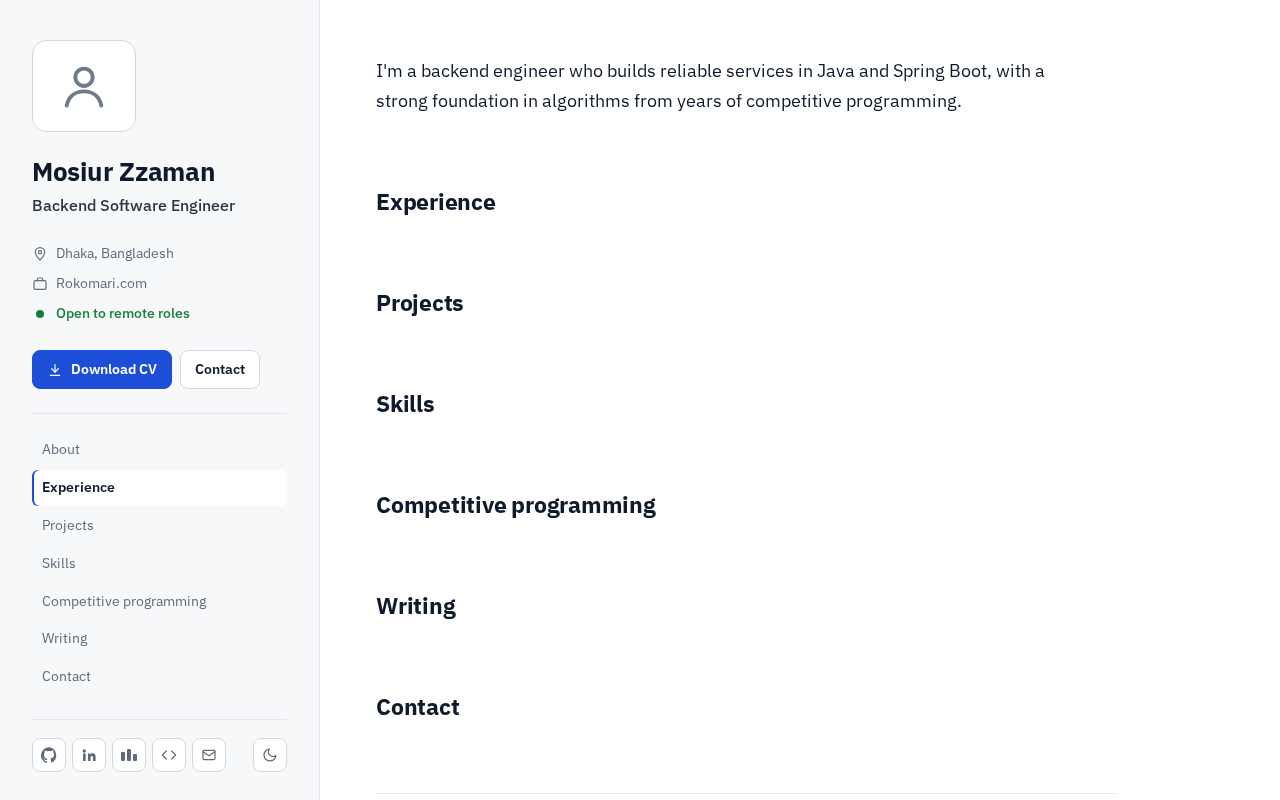 Mosiur Zzaman
Backend Software Engineer
Dhaka, Bangladesh
Rokomari.com
Open to remote roles
Download CV
Contact
About
Experience
Projects
Skills
Competitive programming
Writing
Contact
in
I'm a backend engineer who builds reliable services in Java and Spring Boot, with a
strong foundation in algorithms from years of competitive programming.
Experience
Projects
Skills
Competitive programming
Writing
Contact